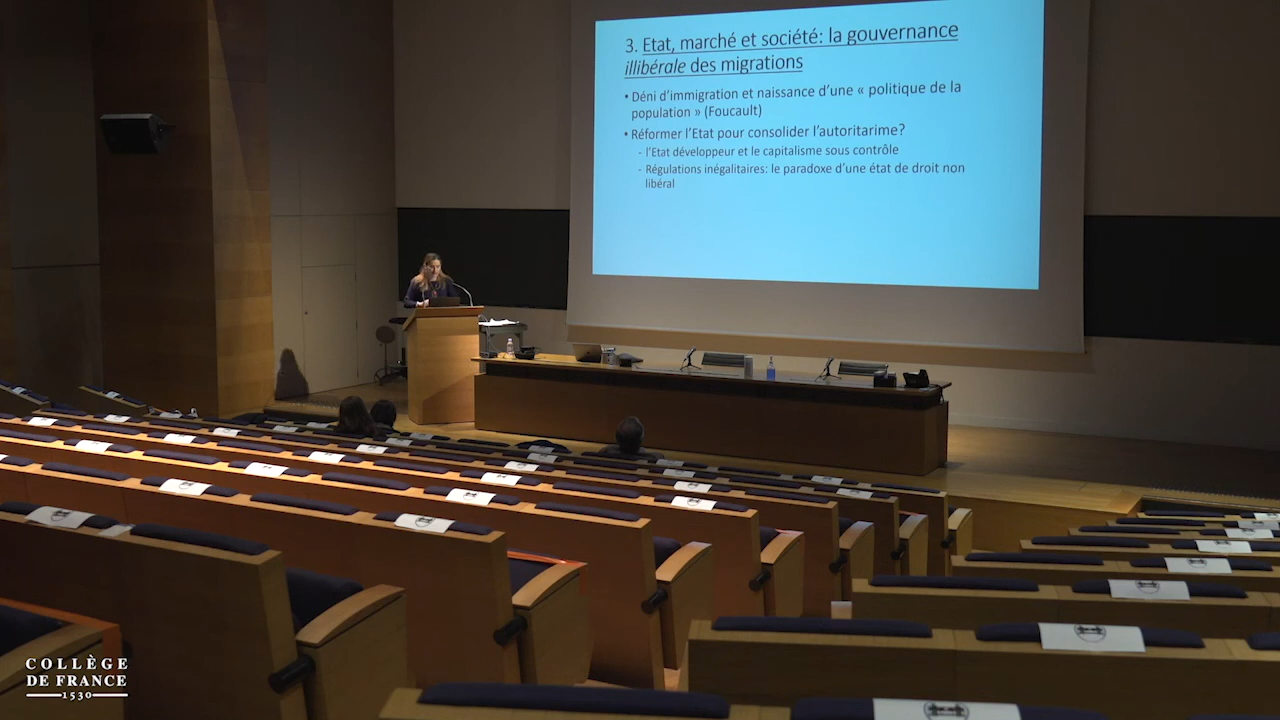 3. Etat, marché et société: la gouvernance
illibérale des migrations
• Déni d'immigration et naissance d'une « politique de la
population » (Foucault)
• Réformer l'Etat pour consolider l'autoritarime?
- l'Etat développeur et le capitalisme sous contrôle
- Régulations inégalitaires: le paradoxe d'une état de droit non
libéral
COLLÈGE
DE FRANCE
1530